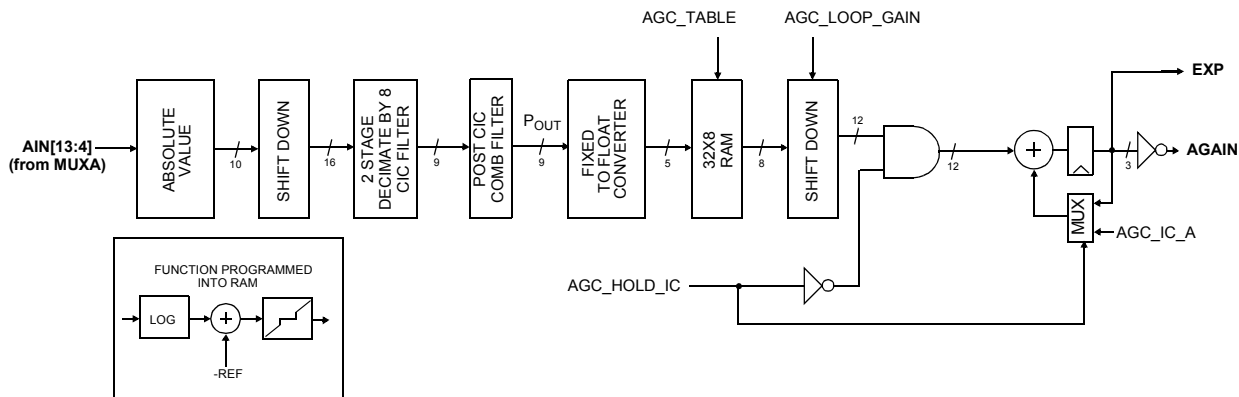 AGC_TABLE
AGC_LOOP_GAIN
EXP
AIN[13:4]
(from MUXA)
ABSOLUTE
VALUE
10
SHIFT DOWN
16
2 STAGE
DECIMATE BY 8
CIC FILTER
9
POST CIC
COMB FILTER
POUT
9
FIXED
TO FLOAT
CONVERTER
5
32X8
RAM
8
SHIFT DOWN
12
12
+
3
AGAIN
MUX
AGC_IC_A
AGC_HOLD_IC
FUNCTION PROGRAMMED
INTO RAM
LOG
+
-REF